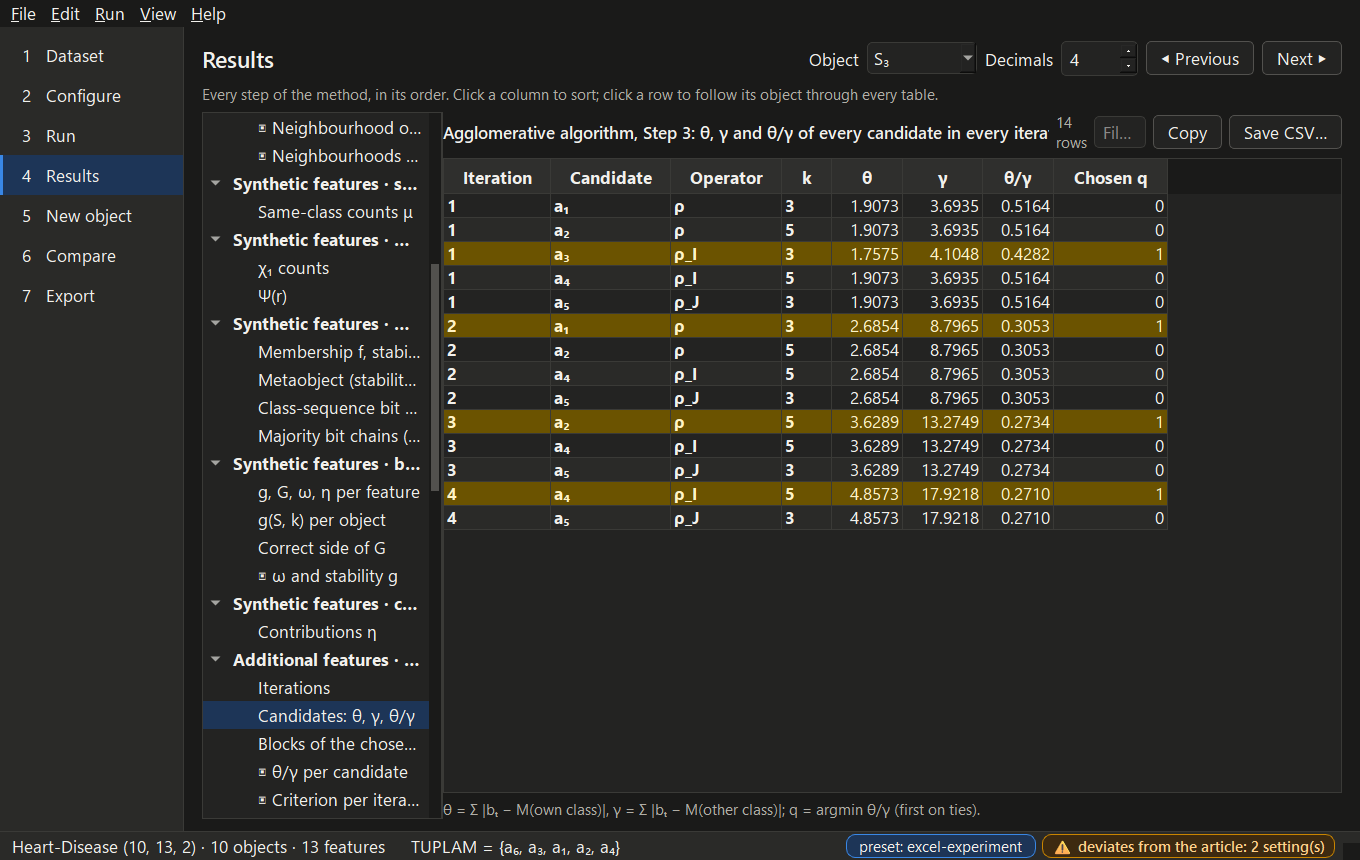 File Edit Run View Help
1 Dataset
2 Configure
3 Run
4 Results
5 New object
6 Compare
7 Export
Results
Object S₃ Decimals 4 Previous Next
Every step of the method, in its order. Click a column to sort; click a row to follow its object through every table.
Neighbourhood o...
Neighbourhoods ...
Synthetic features · s...
Same-class counts μ
Synthetic features · ...
χ₁ counts
Ψ(r)
Synthetic features · ...
Membership f, stabi...
Metaobject (stabilit...
Class-sequence bit ...
Majority bit chains (...
Synthetic features · b...
g, G, ω, η per feature
g(S, k) per object
Correct side of G
ω and stability g
Synthetic features · c...
Contributions η
Additional features · ...
Iterations
Candidates: θ, γ, θ/γ
Blocks of the chose...
θ/γ per candidate
Criterion per itera...
Agglomerative algorithm, Step 3: θ, γ and θ/γ of every candidate in every itera
14 rows Fil... Copy Save CSV...
Iteration Candidate Operator k θ γ θ/γ Chosen q
1 a₁ ρ 3 1.9073 3.6935 0.5164 0
1 a₂ ρ 5 1.9073 3.6935 0.5164 0
1 a₃ ρ_I 3 1.7575 4.1048 0.4282 1
1 a₄ ρ_I 5 1.9073 3.6935 0.5164 0
1 a₅ ρ_J 3 1.9073 3.6935 0.5164 0
2 a₁ ρ 3 2.6854 8.7965 0.3053 1
2 a₂ ρ 5 2.6854 8.7965 0.3053 0
2 a₄ ρ_I 5 2.6854 8.7965 0.3053 0
2 a₅ ρ_J 3 2.6854 8.7965 0.3053 0
3 a₂ ρ 5 3.6289 13.2749 0.2734 1
3 a₄ ρ_I 5 3.6289 13.2749 0.2734 0
3 a₅ ρ_J 3 3.6289 13.2749 0.2734 0
4 a₄ ρ_I 5 4.8573 17.9218 0.2710 1
4 a₅ ρ_J 3 4.8573 17.9218 0.2710 0
θ = Σ |bₜ − M(own class)|, γ = Σ |bₜ − M(other class)|; q = argmin θ/γ (first on ties).
Heart-Disease (10, 13, 2) · 10 objects · 13 features TUPLAM = {a₆, a₃, a₁, a₂, a₄} preset: excel-experiment deviates from the article: 2 setting(s)